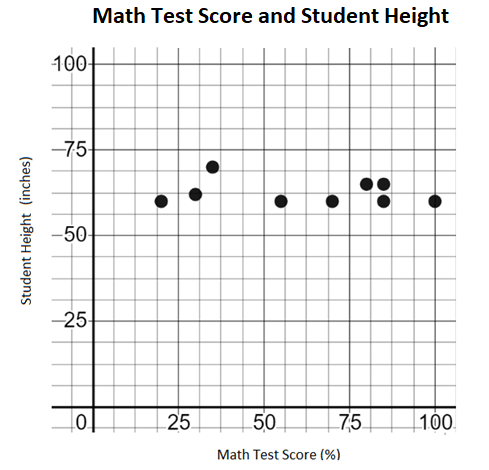 Math Test Score and Student Height
100
75
50
25
0 25 50 75 100
Student Height (inches)
Math Test Score (%)